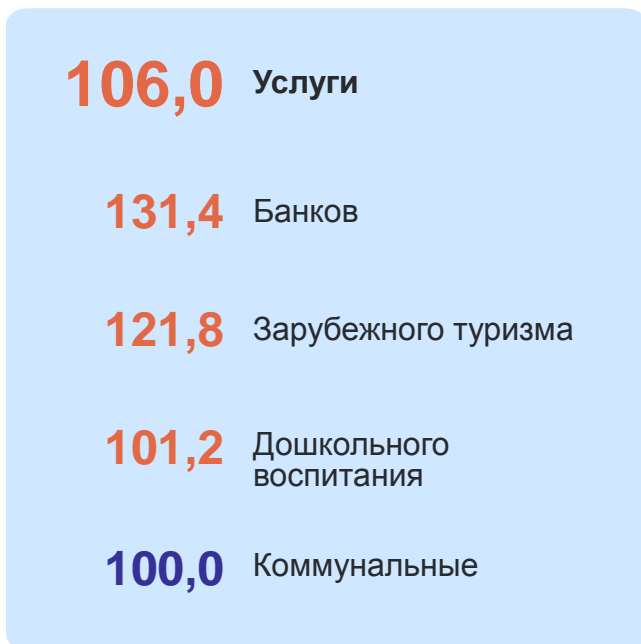 106,0 Услуги
131,4 Банков
121,8 Зарубежного туризма
101,2 Дошкольного
воспитания
100,0 Коммунальные